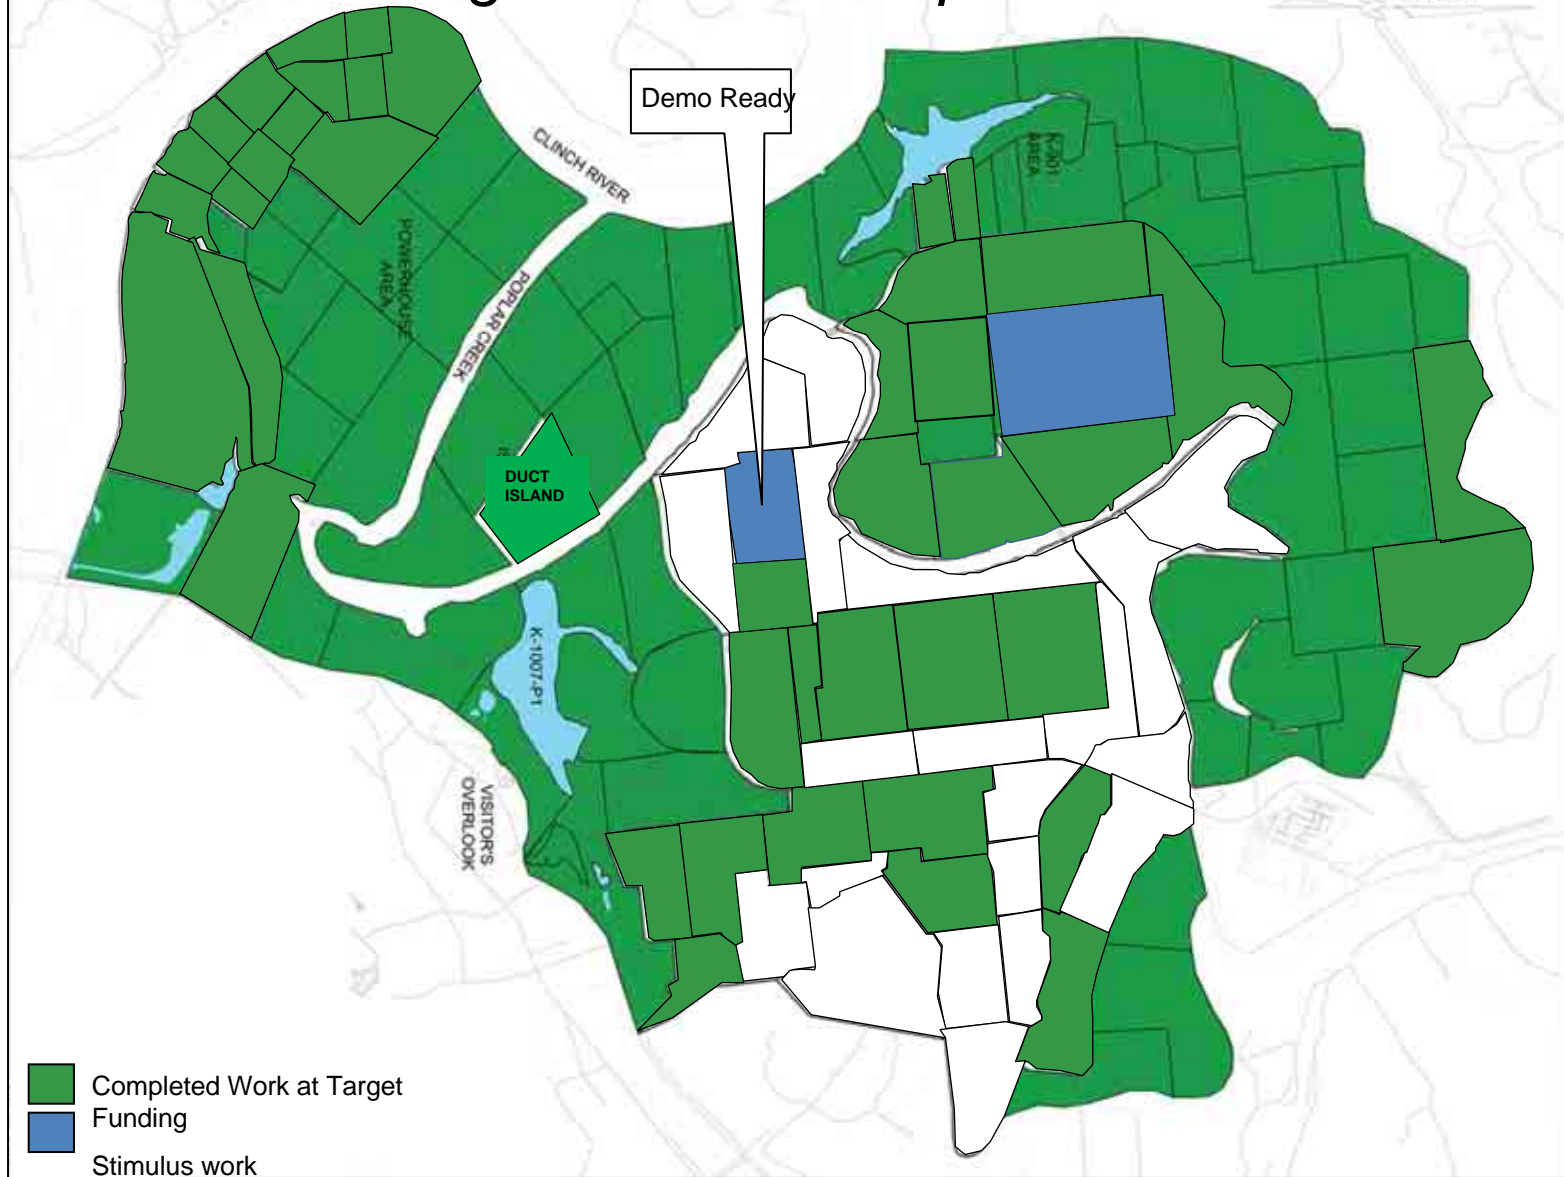 Demo Ready
CLINCH RIVER
K-901
AREA
POWERHOUSE
AREA
POPLAR CREEK
DUCT
ISLAND
K-1007-P1
VISITORS
OVERLOOK
Completed Work at Target
Funding
Stimulus work